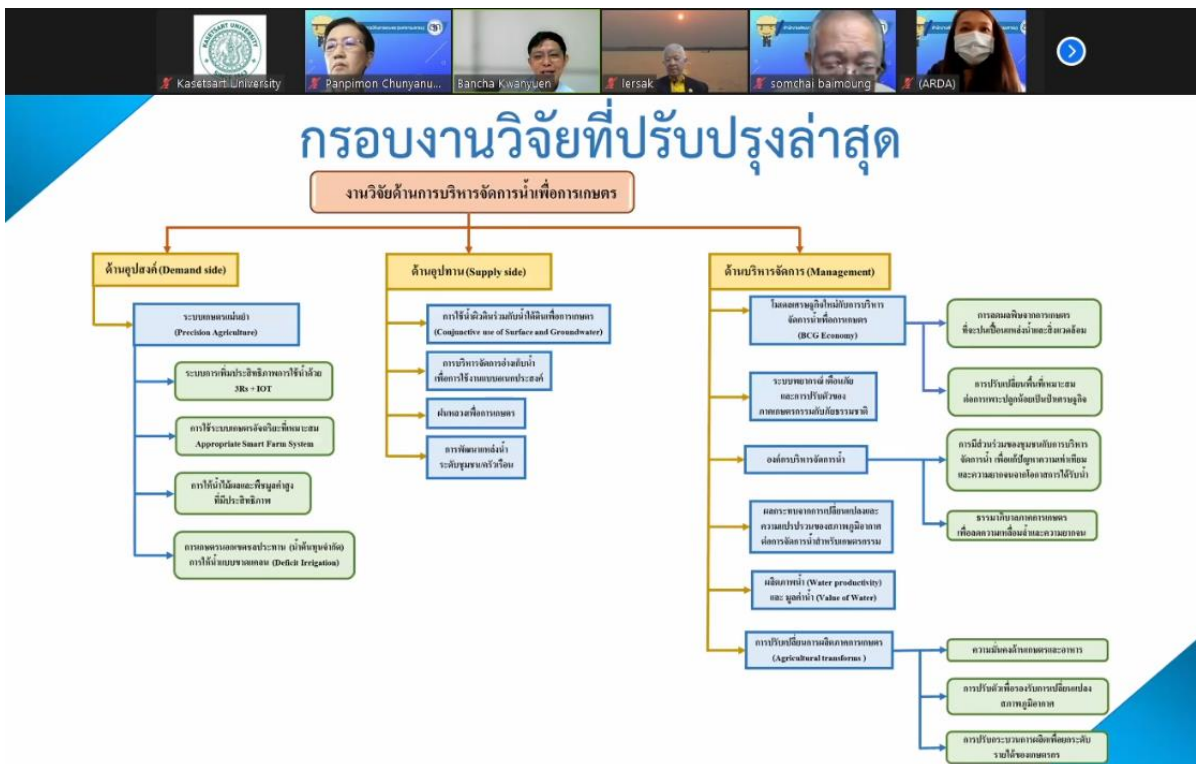 KASETSART UNIVERSITY
Kasetsart University
Panpimon Chunyanu...
Bancha Kwanyuen
lersak
somchai baimoung
(ARDA)
กรอบงานวิจัยที่ปรับปรุงล่าสุด
งานวิจัยด้านการบริหารจัดการน้ำเพื่อการเกษตร
ด้านอุปสงค์ (Demand side)
ระบบเกษตรแม่นยำ
(Precision Agriculture)
ระบบการเพิ่มประสิทธิภาพการใช้น้ำด้วย
3Rs + IOT
การใช้ระบบเกษตรอัจฉริยะที่เหมาะสม
Appropriate Smart Farm System
การให้น้ำไม้ผลและพืชมูลค่าสูง
ที่มีประสิทธิภาพ
การเกษตรนอกเขตชลประทาน (น้ำต้นทุนจำกัด)
การให้น้ำแบบขาดแคลน (Deficit Irrigation)
ด้านอุปทาน (Supply side)
การใช้น้ำผิวดินร่วมกับน้ำใต้ดินเพื่อการเกษตร
(Conjunctive use of Surface and Groundwater)
การบริหารจัดการอ่างเก็บน้ำ
เพื่อการใช้งานแบบอเนกประสงค์
ฝนหลวงเพื่อการเกษตร
การพัฒนาแหล่งน้ำ
ระดับชุมชน/ครัวเรือน
ด้านบริหารจัดการ (Management)
โมเดลเศรษฐกิจใหม่กับการบริหาร
จัดการน้ำเพื่อการเกษตร
(BCG Economy)
การลดมลพิษจากการเกษตร
ที่จะปนเปื้อนแหล่งน้ำและสิ่งแวดล้อม
การปรับเปลี่ยนพื้นที่เหมาะสม
ต่อการเพาะปลูกน้อยเป็นป่าเศรษฐกิจ
ระบบพยากรณ์ เตือนภัย
และการปรับตัวของ
ภาคเกษตรกรรมกับภัยธรรมชาติ
องค์กรบริหารจัดการน้ำ
การมีส่วนร่วมของชุมชนกับการบริหาร
จัดการน้ำ เพื่อแก้ปัญหาความเท่าเทียม
และความยากจนจากโอกาสการได้รับน้ำ
ธรรมาภิบาลภาคการเกษตร
เพื่อลดความเหลื่อมล้ำและความยากจน
ผลกระทบจากการเปลี่ยนแปลงและ
ความแปรปรวนของสภาพภูมิอากาศ
ต่อการจัดการน้ำสำหรับเกษตรกรรม
ผลิตภาพน้ำ (Water productivity)
และ มูลค่าน้ำ (Value of Water)
การปรับเปลี่ยนการผลิตภาคการเกษตร
(Agricultural transforms )
ความมั่นคงด้านเกษตรและอาหาร
การปรับตัวเพื่อรองรับการเปลี่ยนแปลง
สภาพภูมิอากาศ
การปรับกระบวนการผลิตเพื่อยกระดับ
รายได้ของเกษตรกร